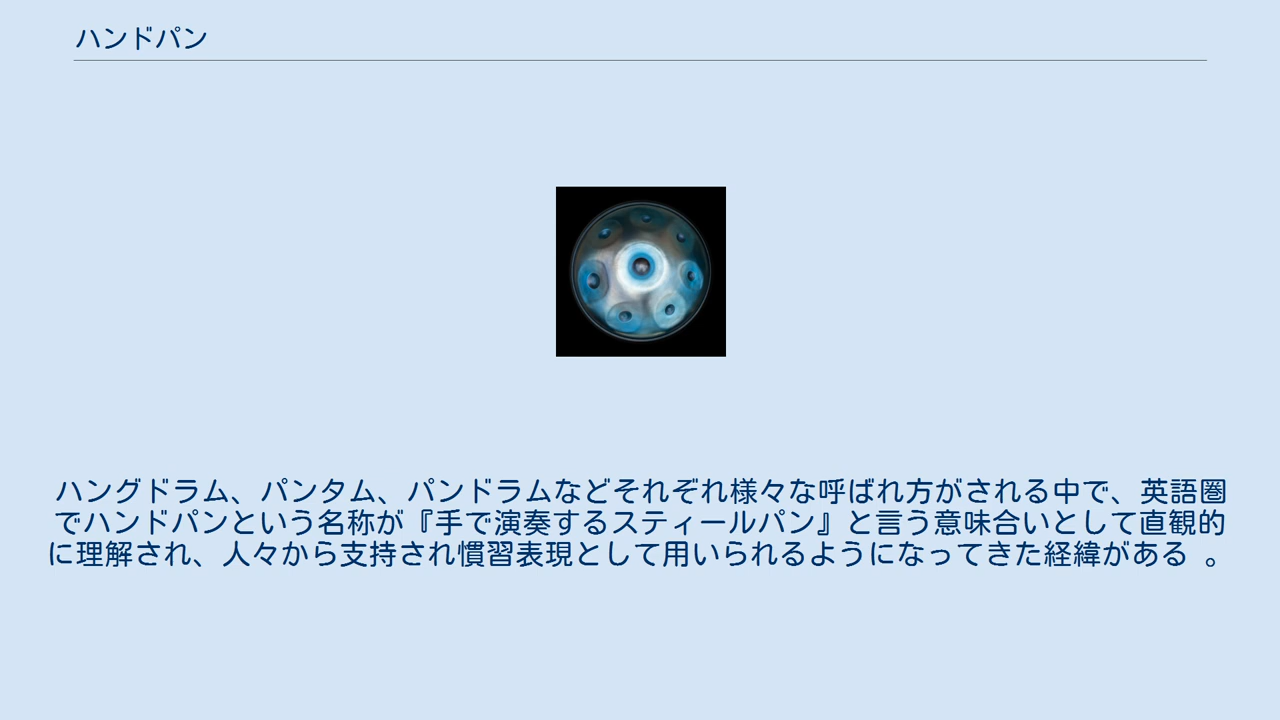 ハンドパン
ハングドラム、パンタム、パンドラムなどそれぞれ様々な呼ばれ方がされる中で、英語圏
でハンドパンという名称が『手で演奏するスティールパン』と言う意味合いとして直観的
に理解され、人々から支持され慣習表現として用いられるようになってきた経緯がある 。